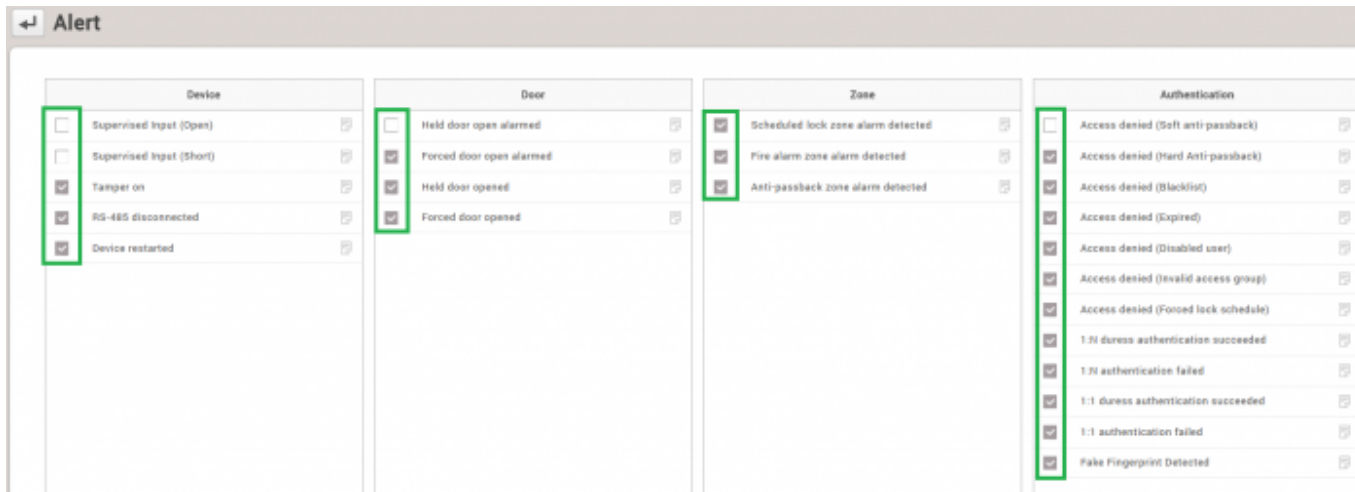 Alert
Device
Supervised Input (Open)
Supervised Input (Short)
Tamper on
RS-485 disconnected
Device restarted
Door
Held door open alarmed
Forced door open alarmed
Held door opened
Forced door opened
Zone
Scheduled lock zone alarm detected
Fire alarm zone alarm detected
Anti-passback zone alarm detected
Authentication
Access denied (Soft anti-passback)
Access denied (Hard Anti-passback)
Access denied (Blacklist)
Access denied (Expired)
Access denied (Disabled user)
Access denied (Invalid access group)
Access denied (Forced lock schedule)
1:N duress authentication succeeded
1:N authentication failed
1:1 duress authentication succeeded
1:1 authentication failed
Fake Fingerprint Detected